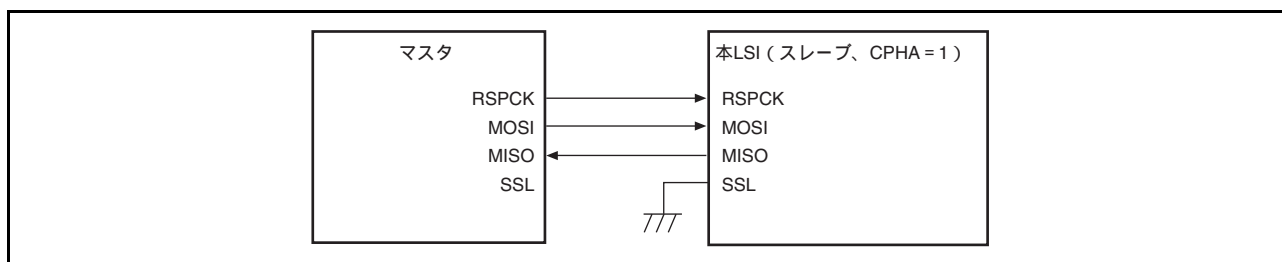 マスタ
RSPCK
MOSI
MISO
SSL
本LSI（スレーブ、CPHA = 1）
RSPCK
MOSI
MISO
SSL